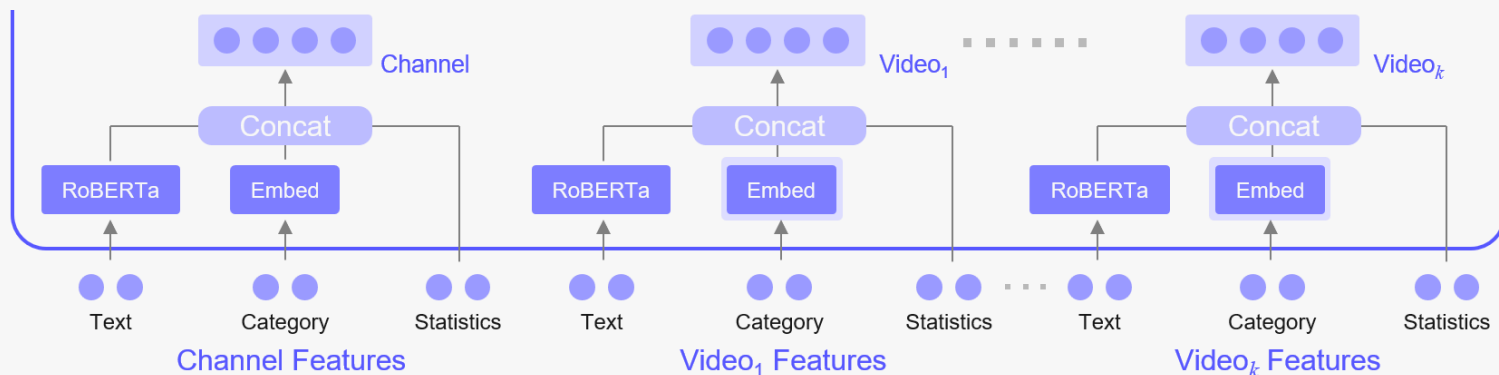 Channel Video₁ Videoₖ
Concat Concat Concat
RoBERTa Embed RoBERTa Embed RoBERTa Embed
Text Category Statistics Text Category Statistics Text Category Statistics
Channel Features Video₁ Features Videoₖ Features